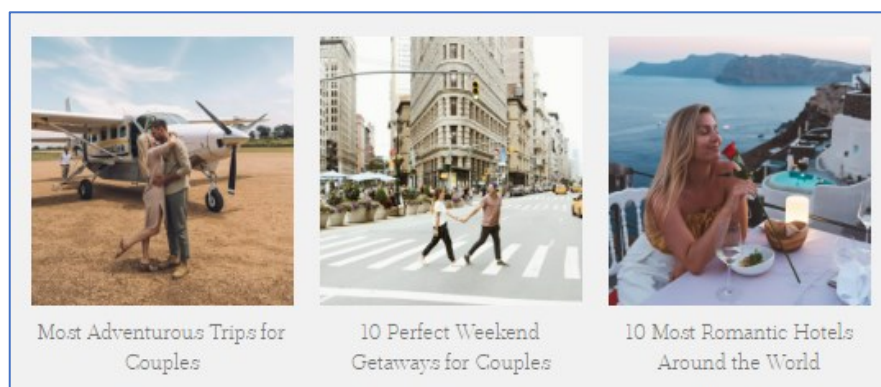 Most Adventurous Trips for
Couples
10 Perfect Weekend
Getaways for Couples
10 Most Romantic Hotels
Around the World